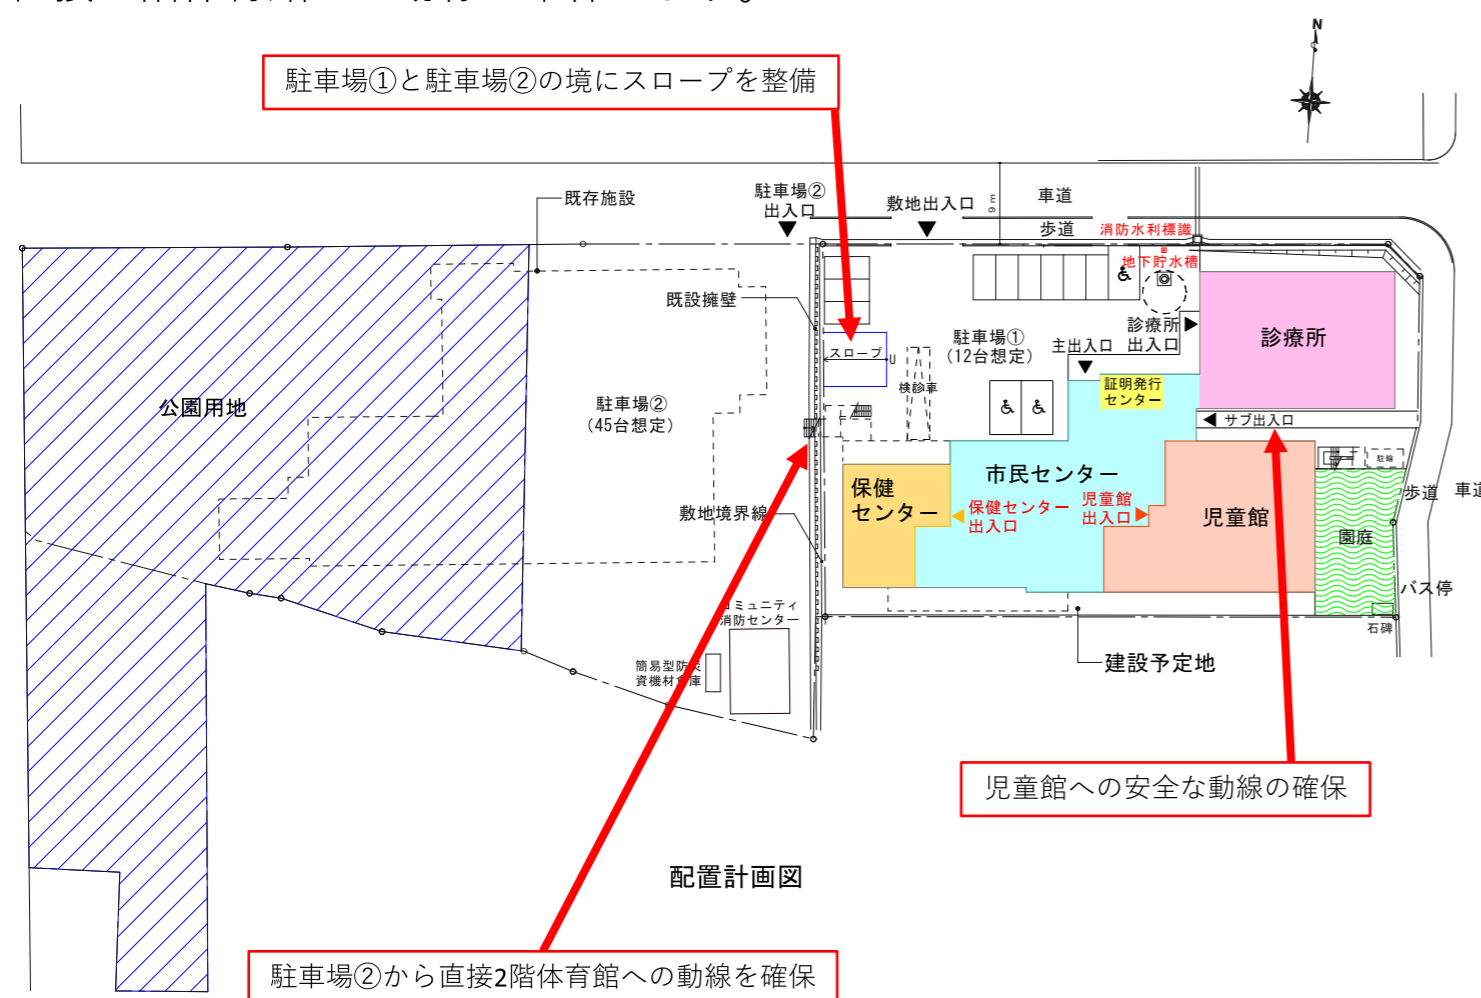 N
駐車場①と駐車場②の境にスロープを整備
既存施設
駐車場②
出入口
敷地出入口
9m
車道
歩道
消防水利標識
地下貯水槽
既設擁壁
スロープ
U
検診車
駐車場①
(12台想定)
主出入口
診療所
出入口
診療所
証明発行
センター
サブ出入口
公園用地
駐車場②
(45台想定)
保健
センター
市民センター
保健センター
出入口
児童館
出入口
児童館
駐輪
園庭
歩道
車道
敷地境界線
バス停
石碑
コミュニティ
消防センター
簡易型防災
資機材倉庫
建設予定地
児童館への安全な動線の確保
配置計画図
駐車場②から直接2階体育館への動線を確保